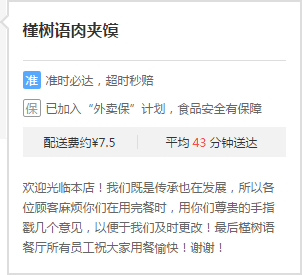 槿树语肉夹馍
准 准时必达，超时秒赔
保 已加入“外卖保”计划，食品安全有保障
配送费约¥7.5 平均 43 分钟送达
欢迎光临本店！我们既是传承也在发展，所以各
位顾客麻烦你们在用完餐时，用你们尊贵的手指
戳几个意见，以便于我们及时更改！最后槿树语
餐厅所有员工祝大家用餐愉快！谢谢！